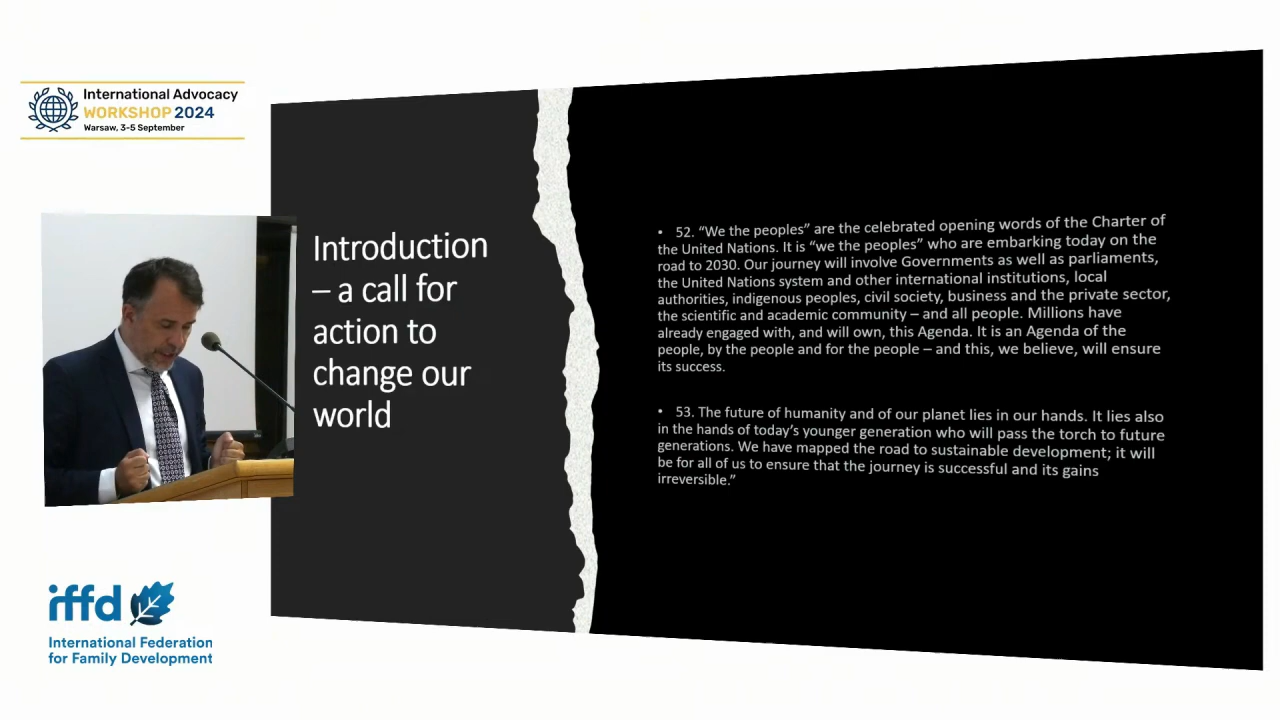 International Advocacy
WORKSHOP 2024
Warsaw, 3-5 September
Introduction
– a call for
action to
change our
world
• 52. “We the peoples” are the celebrated opening words of the Charter of
the United Nations. It is “we the peoples” who are embarking today on the
road to 2030. Our journey will involve Governments as well as parliaments,
the United Nations system and other international institutions, local
authorities, indigenous peoples, civil society, business and the private sector,
the scientific and academic community – and all people. Millions have
already engaged with, and will own, this Agenda. It is an Agenda of the
people, by the people and for the people – and this, we believe, will ensure
its success.
• 53. The future of humanity and of our planet lies in our hands. It lies also
in the hands of today’s younger generation who will pass the torch to future
generations. We have mapped the road to sustainable development; it will
be for all of us to ensure that the journey is successful and its gains
irreversible.”
iffd
International Federation
for Family Development